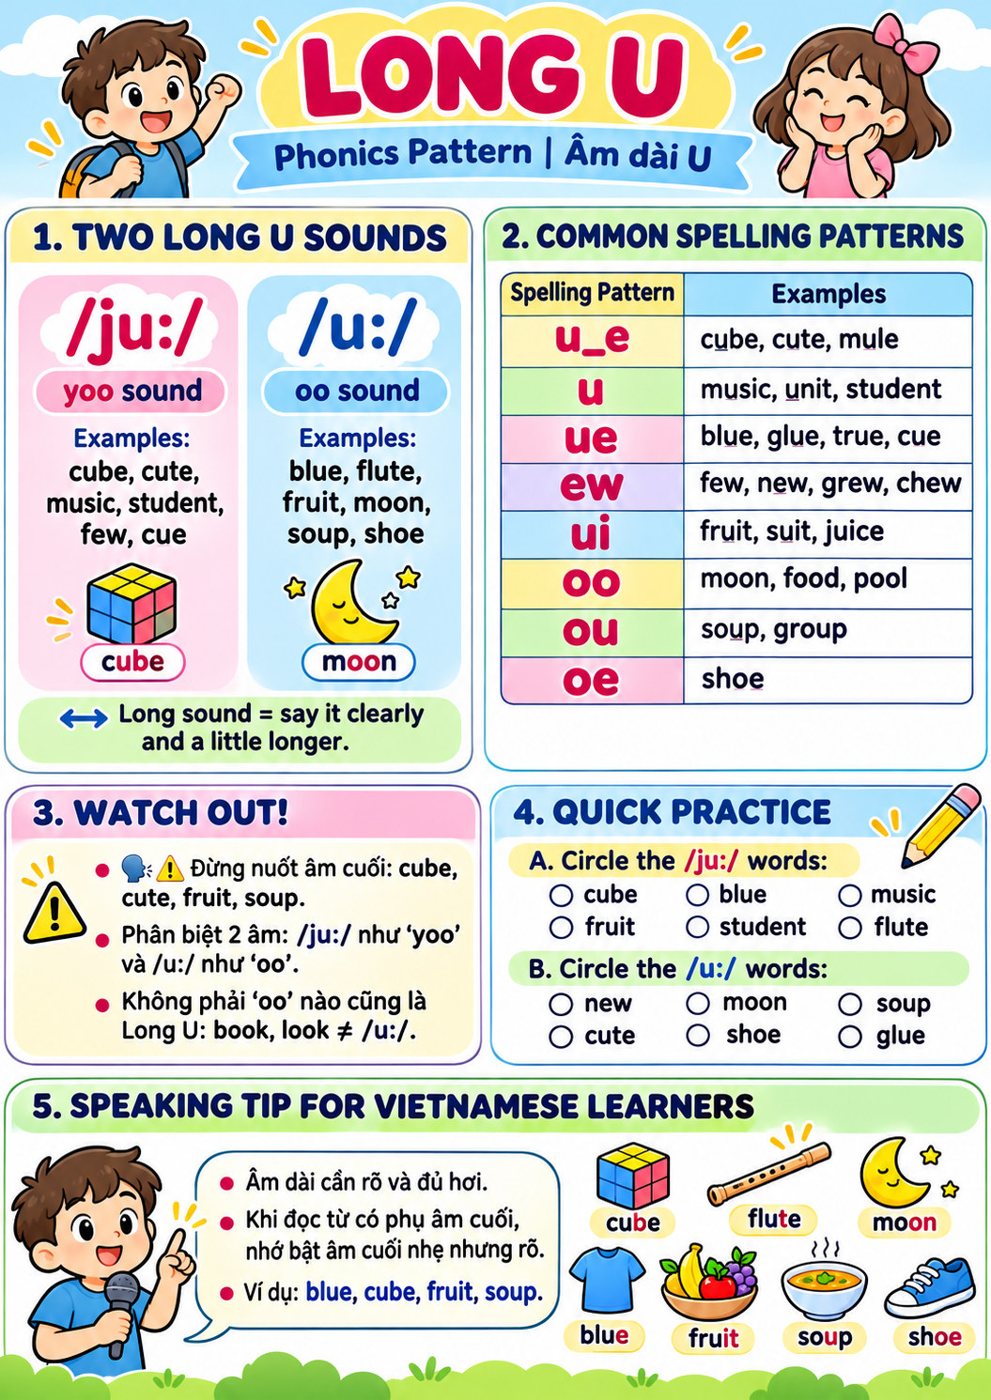 LONG U
Phonics Pattern | Âm dài U
1. TWO LONG U SOUNDS
/ju:/
yoo sound
Examples:
cube, cute,
music, student,
few, cue
cube
/u:/
oo sound
Examples:
blue, flute,
fruit, moon,
soup, shoe
moon
↔ Long sound = say it clearly
and a little longer.
2. COMMON SPELLING PATTERNS
Spelling Pattern Examples
u_e cube, cute, mule
u music, unit, student
ue blue, glue, true, cue
ew few, new, grew, chew
ui fruit, suit, juice
oo moon, food, pool
ou soup, group
oe shoe
3. WATCH OUT!
• 🗣️⚠️ Đừng nuốt âm cuối: cube,
cute, fruit, soup.
• Phân biệt 2 âm: /ju:/ như ‘yoo’
và /u:/ như ‘oo’.
• Không phải ‘oo’ nào cũng là
Long U: book, look ≠ /u:/.
4. QUICK PRACTICE
A. Circle the /ju:/ words:
○ cube ○ blue ○ music
○ fruit ○ student ○ flute
B. Circle the /u:/ words:
○ new ○ moon ○ soup
○ cute ○ shoe ○ glue
5. SPEAKING TIP FOR VIETNAMESE LEARNERS
• Âm dài cần rõ và đủ hơi.
• Khi đọc từ có phụ âm cuối,
nhớ bật âm cuối nhẹ nhưng rõ.
• Ví dụ: blue, cube, fruit, soup.
cube flute moon
blue fruit soup shoe